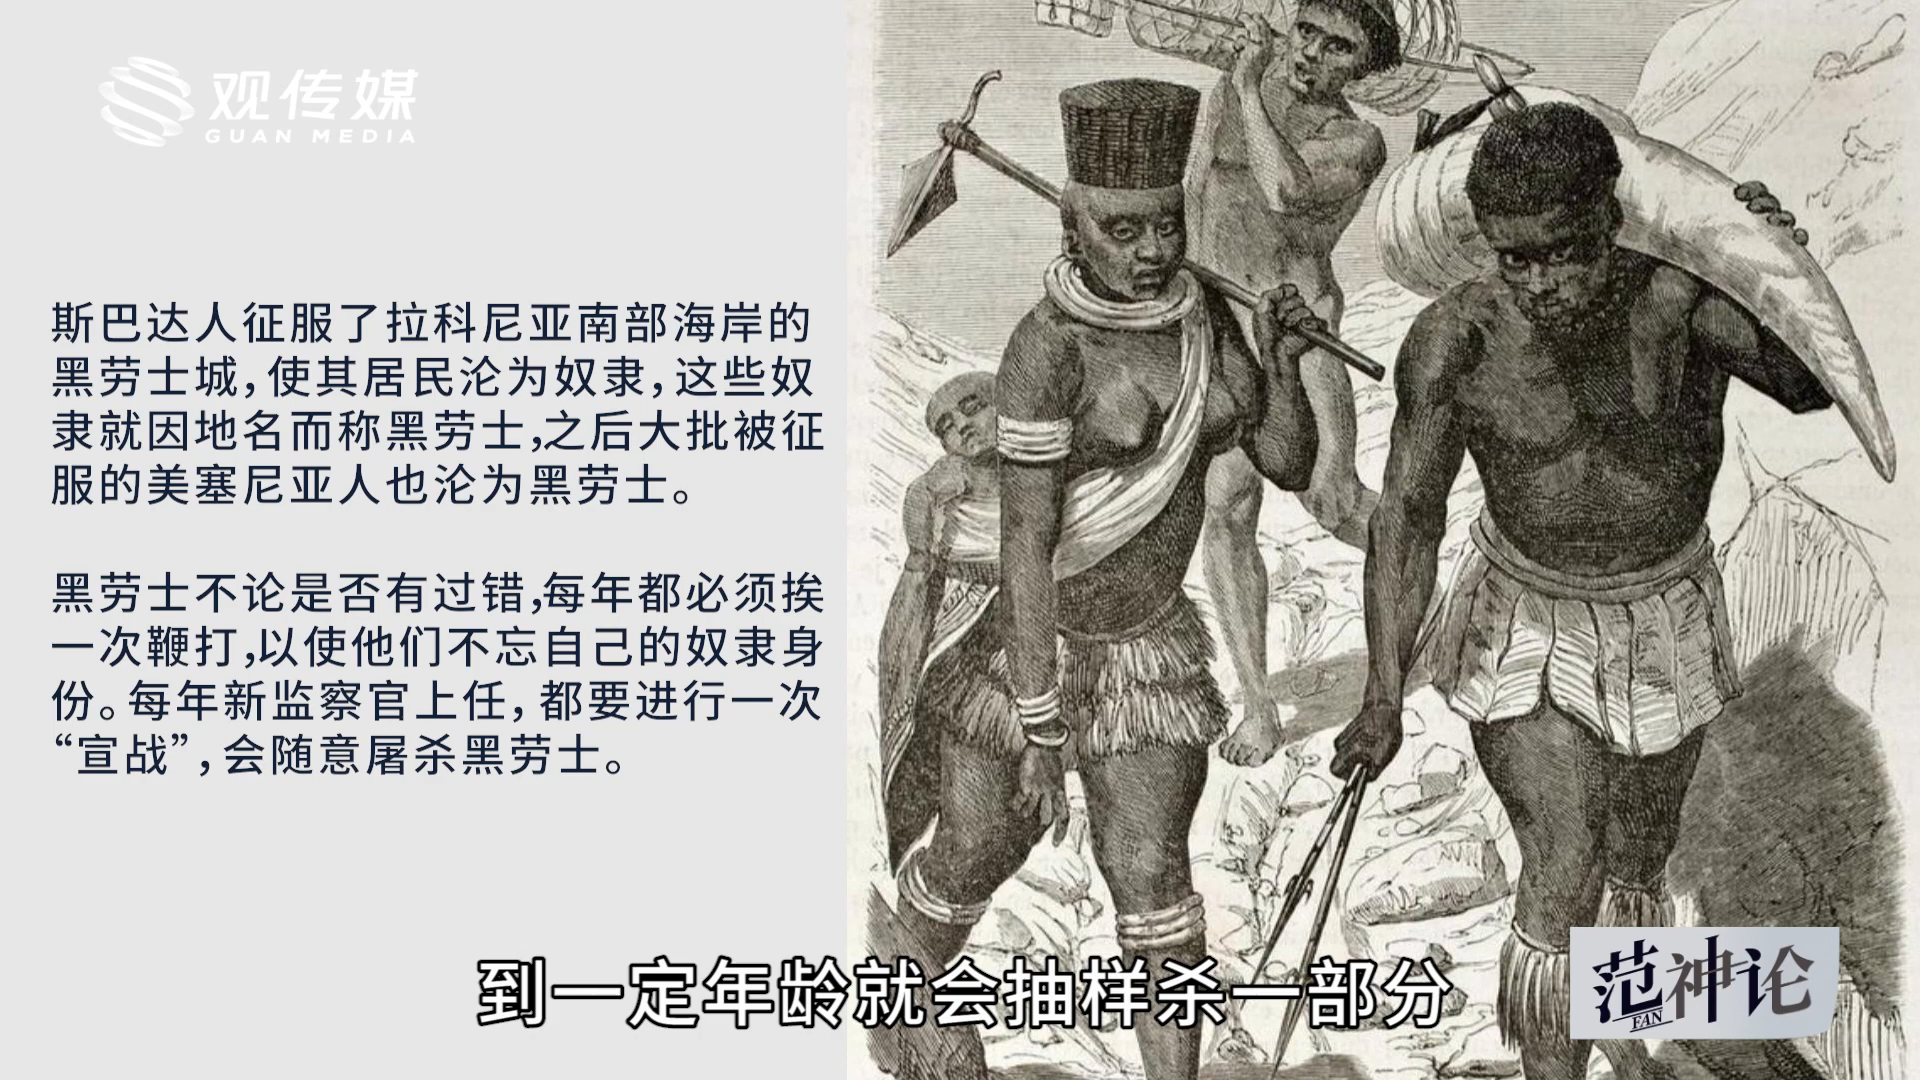 观传媒
GUAN MEDIA
斯巴达人征服了拉科尼亚南部海岸的
黑劳士城,使其居民沦为奴隶,这些奴
隶就因地名而称黑劳士,之后大批被征
服的美塞尼亚人也沦为黑劳士。
黑劳士不论是否有过错,每年都必须挨
一次鞭打,以使他们不忘自己的奴隶身
份。每年新监察官上任,都要进行一次
“宣战”,会随意屠杀黑劳士。
到一定年龄就会抽样杀一部分
范神论
FAN